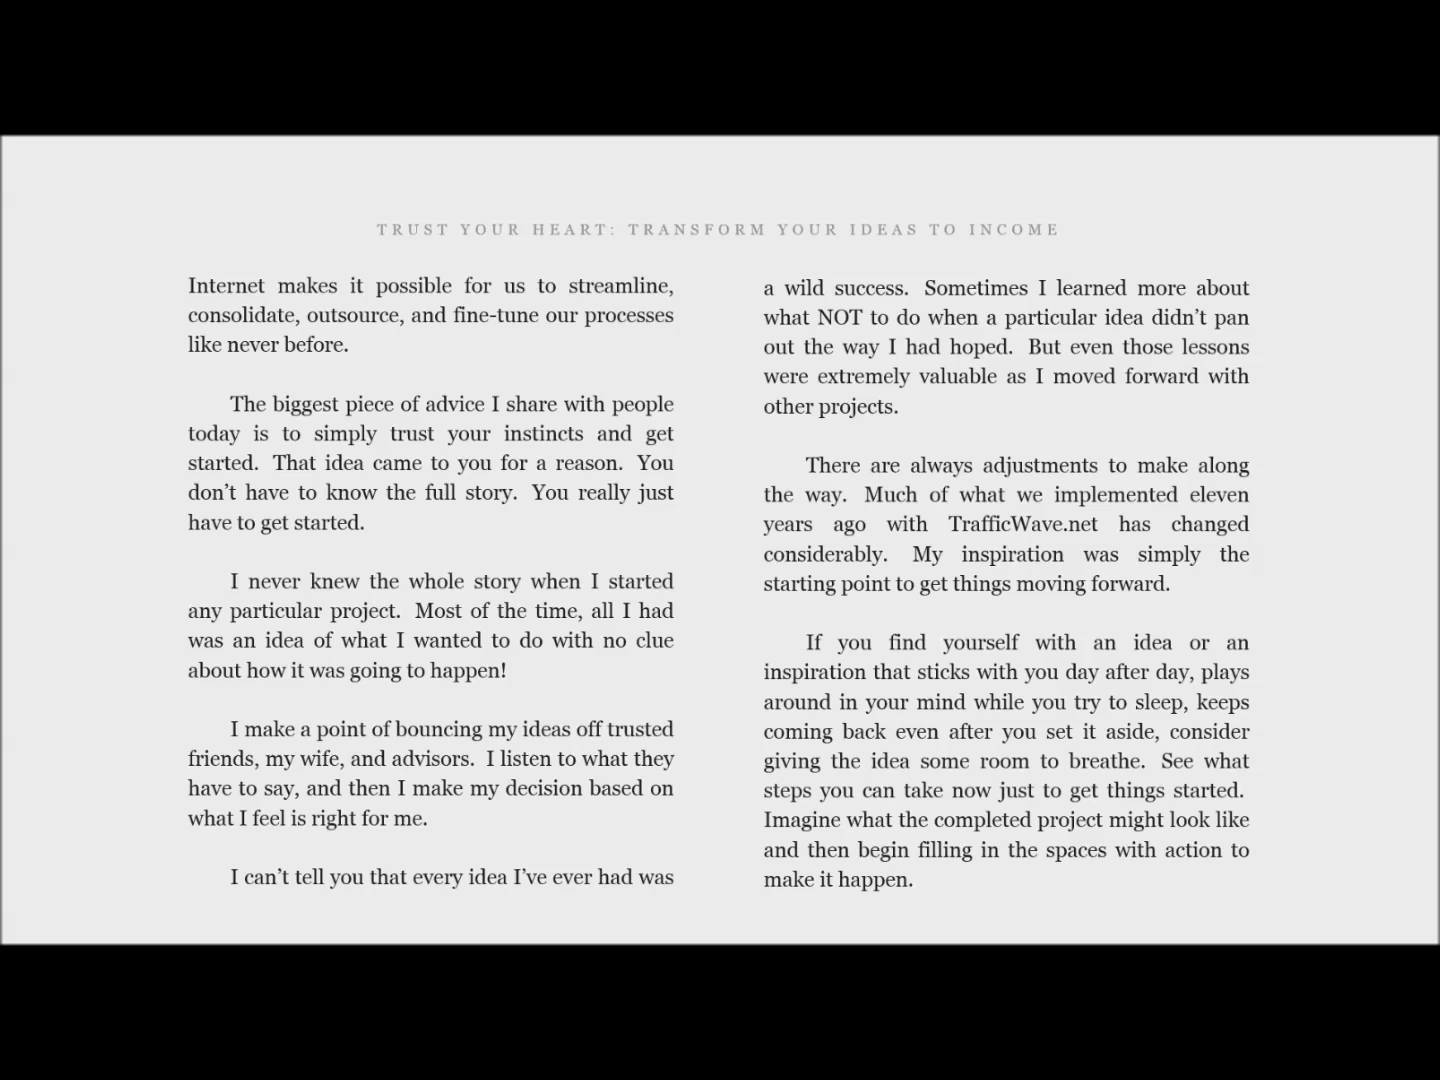 TRUST YOUR HEART: TRANSFORM YOUR IDEAS TO INCOME
Internet makes it possible for us to streamline,
consolidate, outsource, and fine-tune our processes
like never before.
The biggest piece of advice I share with people
today is to simply trust your instincts and get
started. That idea came to you for a reason. You
don’t have to know the full story. You really just
have to get started.
I never knew the whole story when I started
any particular project. Most of the time, all I had
was an idea of what I wanted to do with no clue
about how it was going to happen!
I make a point of bouncing my ideas off trusted
friends, my wife, and advisors. I listen to what they
have to say, and then I make my decision based on
what I feel is right for me.
I can’t tell you that every idea I’ve ever had was
a wild success. Sometimes I learned more about
what NOT to do when a particular idea didn’t pan
out the way I had hoped. But even those lessons
were extremely valuable as I moved forward with
other projects.
There are always adjustments to make along
the way. Much of what we implemented eleven
years ago with TrafficWave.net has changed
considerably. My inspiration was simply the
starting point to get things moving forward.
If you find yourself with an idea or an
inspiration that sticks with you day after day, plays
around in your mind while you try to sleep, keeps
coming back even after you set it aside, consider
giving the idea some room to breathe. See what
steps you can take now just to get things started.
Imagine what the completed project might look like
and then begin filling in the spaces with action to
make it happen.